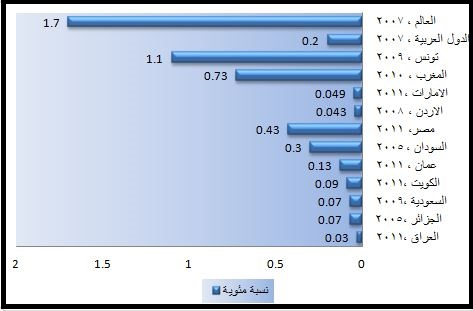 العالم ، ٢٠٠٧ 1.7
الدول العربية ، ٢٠٠٧ 0.2
تونس ، ٢٠٠٩ 1.1
المغرب ، ٢٠١٠ 0.73
الامارات ،٢٠١١ 0.049
الاردن ، ٢٠٠٨ 0.043
مصر، ٢٠١١ 0.43
السودان ، ٢٠٠٥ 0.3
عمان ، ٢٠١١ 0.13
الكويت ،٢٠١١ 0.09
السعودية ،٢٠٠٩ 0.07
الجزائر ،٢٠٠٥ 0.07
العراق ،٢٠١١ 0.03
2 1.5 1 0.5 0
نسبة مئوية